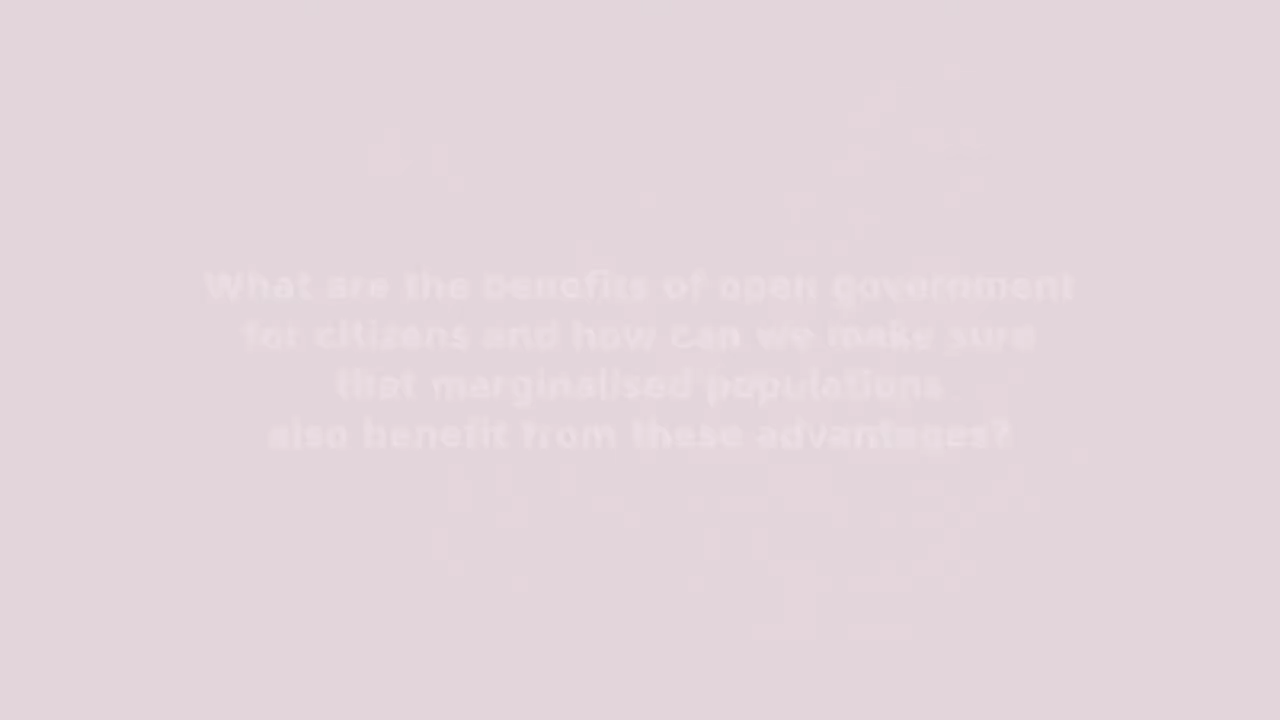 What are the benefits of open government
for citizens and how can we make sure
that marginalised populations
also benefit from these advantages?